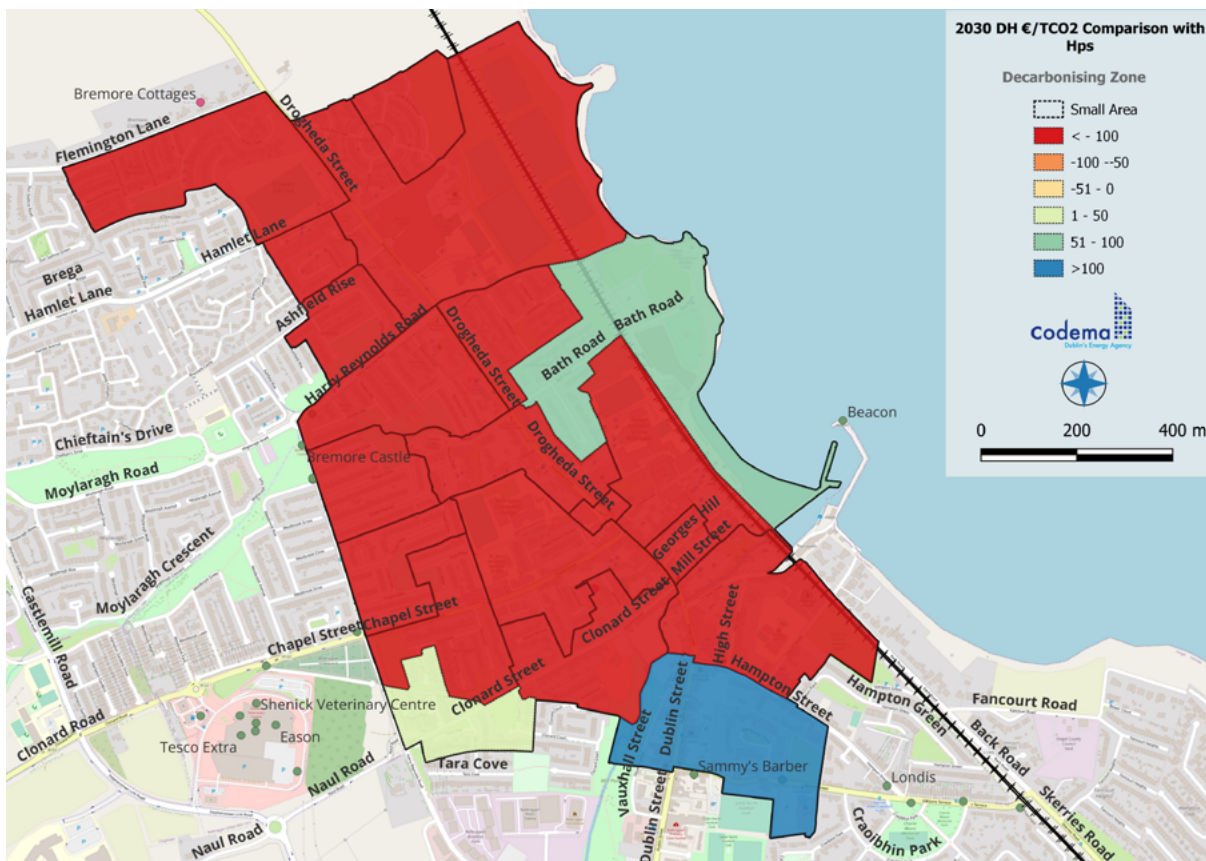 2030 DH €/TCO2 Comparison with
Hps
Decarbonising Zone
Small Area
< - 100
-100 --50
-51 - 0
1 - 50
51 - 100
>100
codema
Dublin's Energy Agency
0 200 400 m
Bremore Cottages
Flemington Lane
Drogheda Street
Hamlet Lane
Brega
Hamlet Lane
Ashfield Rise
Harry Reynolds Road
Drogheda Street
Bath Road
Bath Road
Beacon
Chieftain's Drive
Bremore Castle
Moylaragh Road
Drogheda Street
Moylaragh Crescent
Georges Hill
Mill Street
Castlemill Road
Chapel Street
Chapel Street
Clonard Street
High Street
Clonard Street
Hampton Street
Hampton Green
Fancourt Road
Shenick Veterinary Centre
Clonard Road
Tesco Extra
Eason
Back Road
Dublin Street
Vauxhall Street
Tara Cove
Naul Road
Sammy's Barber
Londis
Skerries Road
Naul Road
Dublin Street
Craoibhin Park